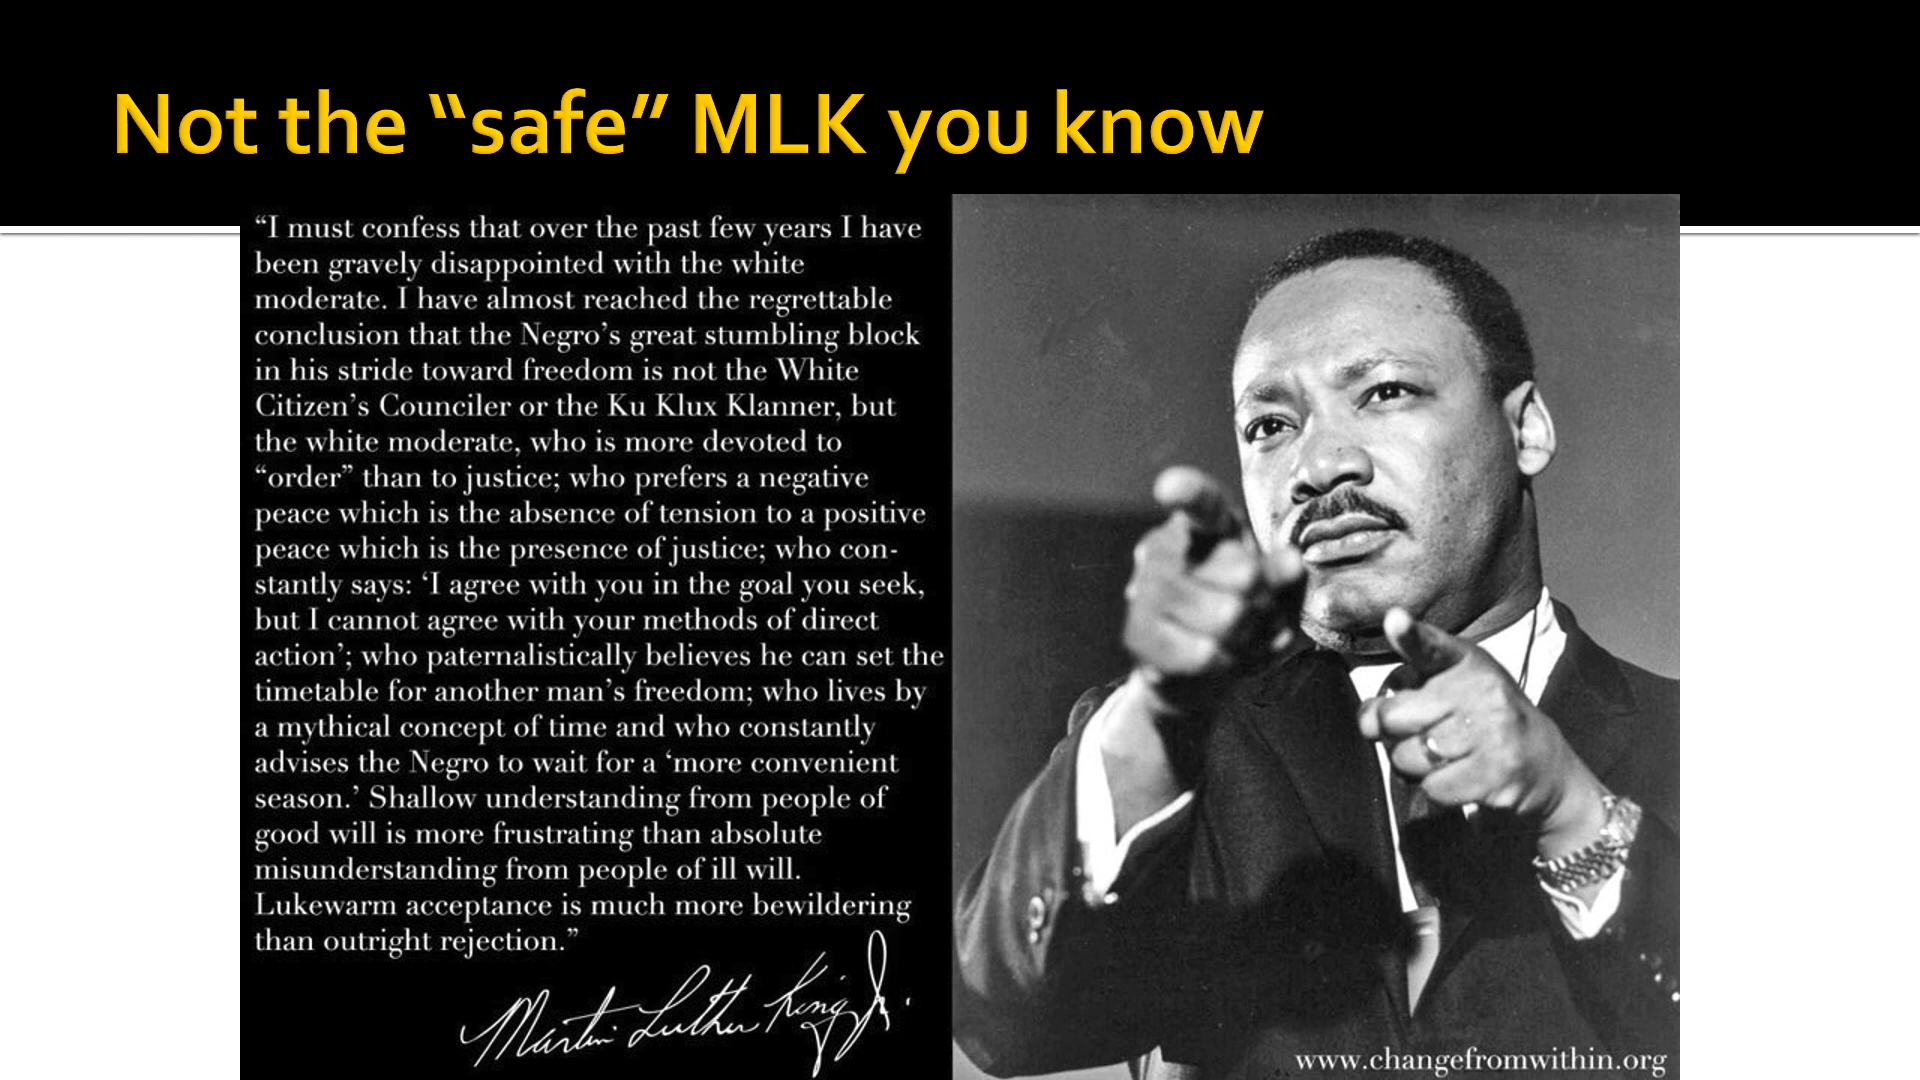 Not the “safe” MLK you know
“I must confess that over the past few years I have
been gravely disappointed with the white
moderate. I have almost reached the regrettable
conclusion that the Negro’s great stumbling block
in his stride toward freedom is not the White
Citizen’s Counciler or the Ku Klux Klanner, but
the white moderate, who is more devoted to
“order” than to justice; who prefers a negative
peace which is the absence of tension to a positive
peace which is the presence of justice; who con-
stantly says: ‘I agree with you in the goal you seek,
but I cannot agree with your methods of direct
action’; who paternalistically believes he can set the
timetable for another man’s freedom; who lives by
a mythical concept of time and who constantly
advises the Negro to wait for a ‘more convenient
season.’ Shallow understanding from people of
good will is more frustrating than absolute
misunderstanding from people of ill will.
Lukewarm acceptance is much more bewildering
than outright rejection.”
Martin Luther King Jr.
www.changefromwithin.org